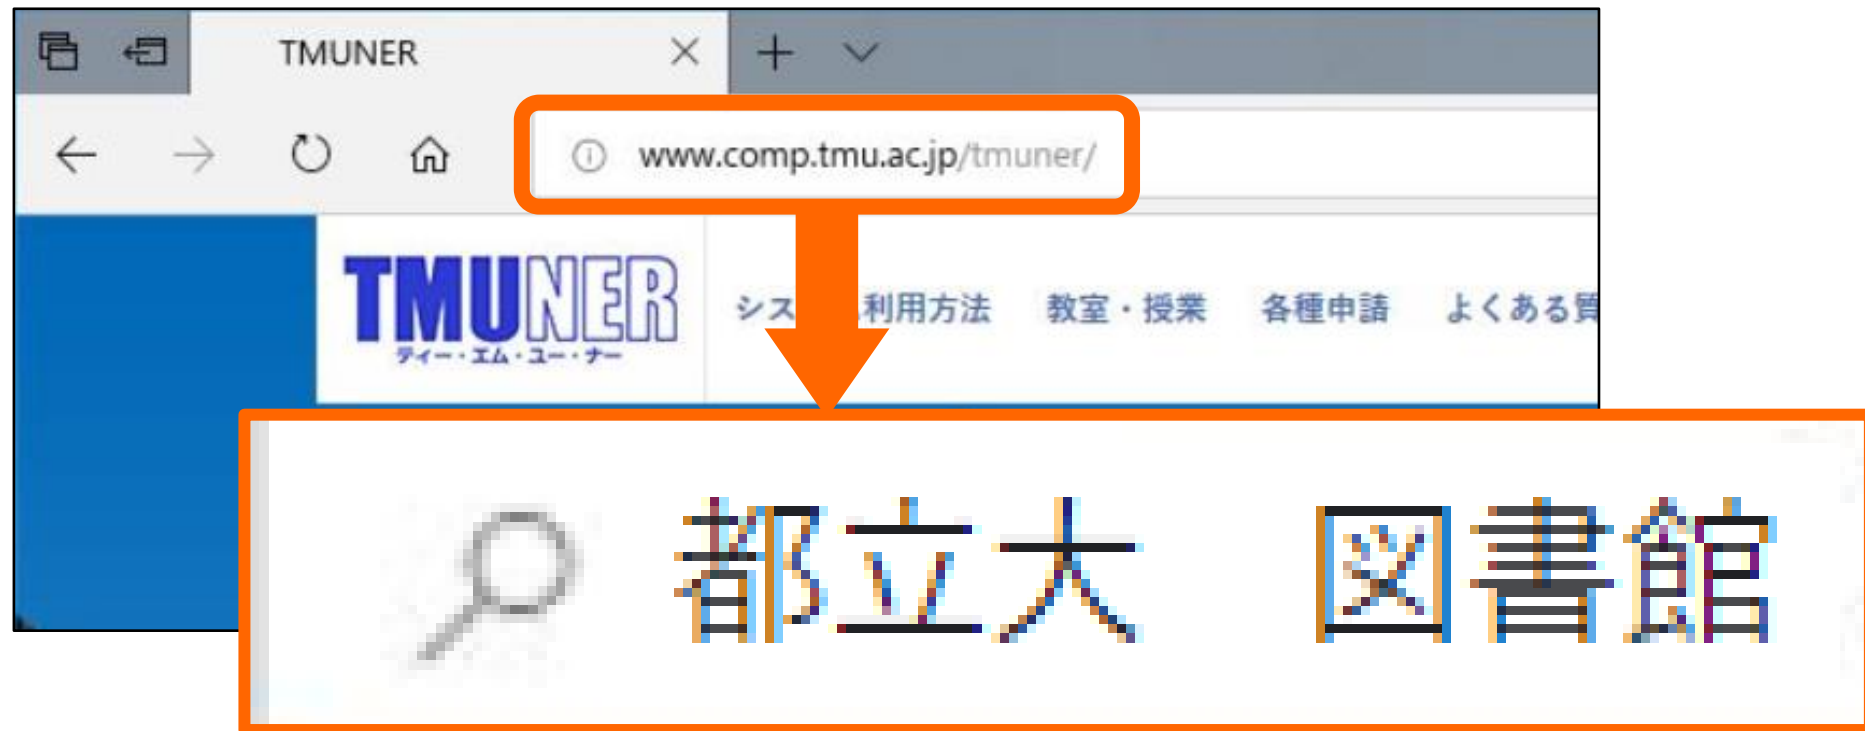 TMUNER
www.comp.tmu.ac.jp/tmuner/
TMUNER
ティー・エム・ユー・ナー
シス 利用方法 教室・授業 各種申請 よくある質
都立大 図書館